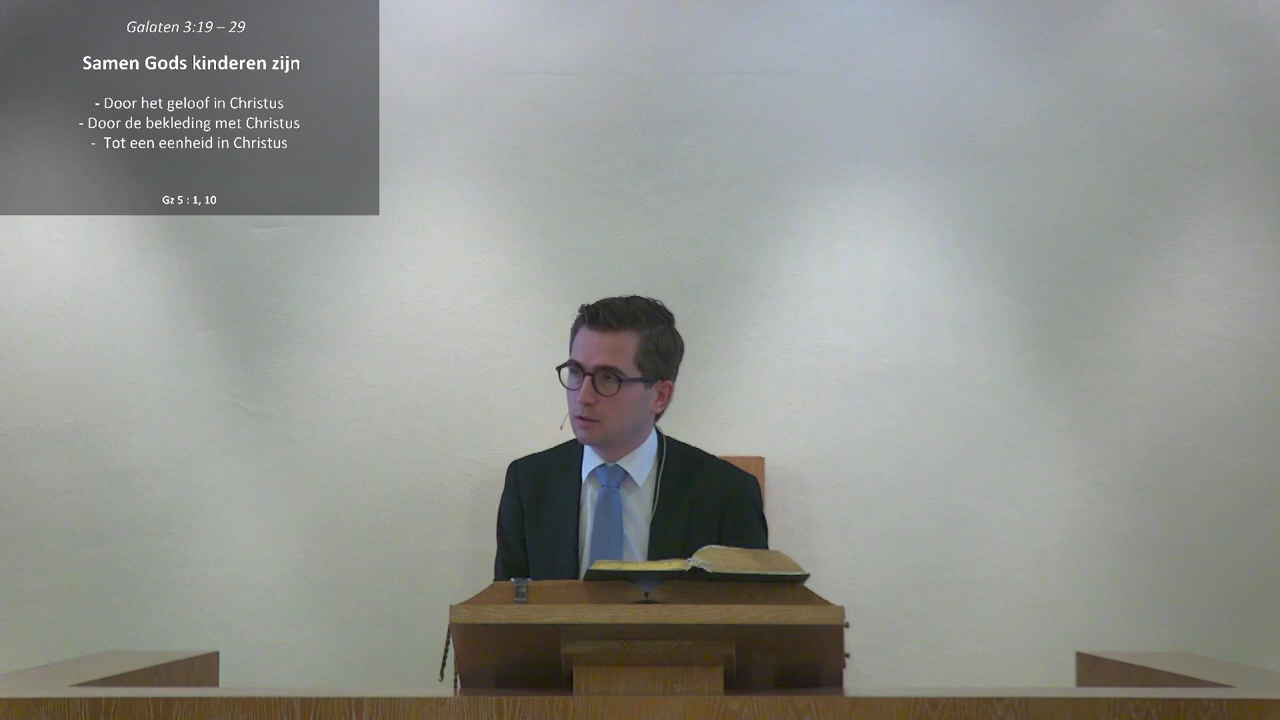 Galaten 3:19 – 29
Samen Gods kinderen zijn
- Door het geloof in Christus
- Door de bekleding met Christus
- Tot een eenheid in Christus
Gz 5 : 1, 10